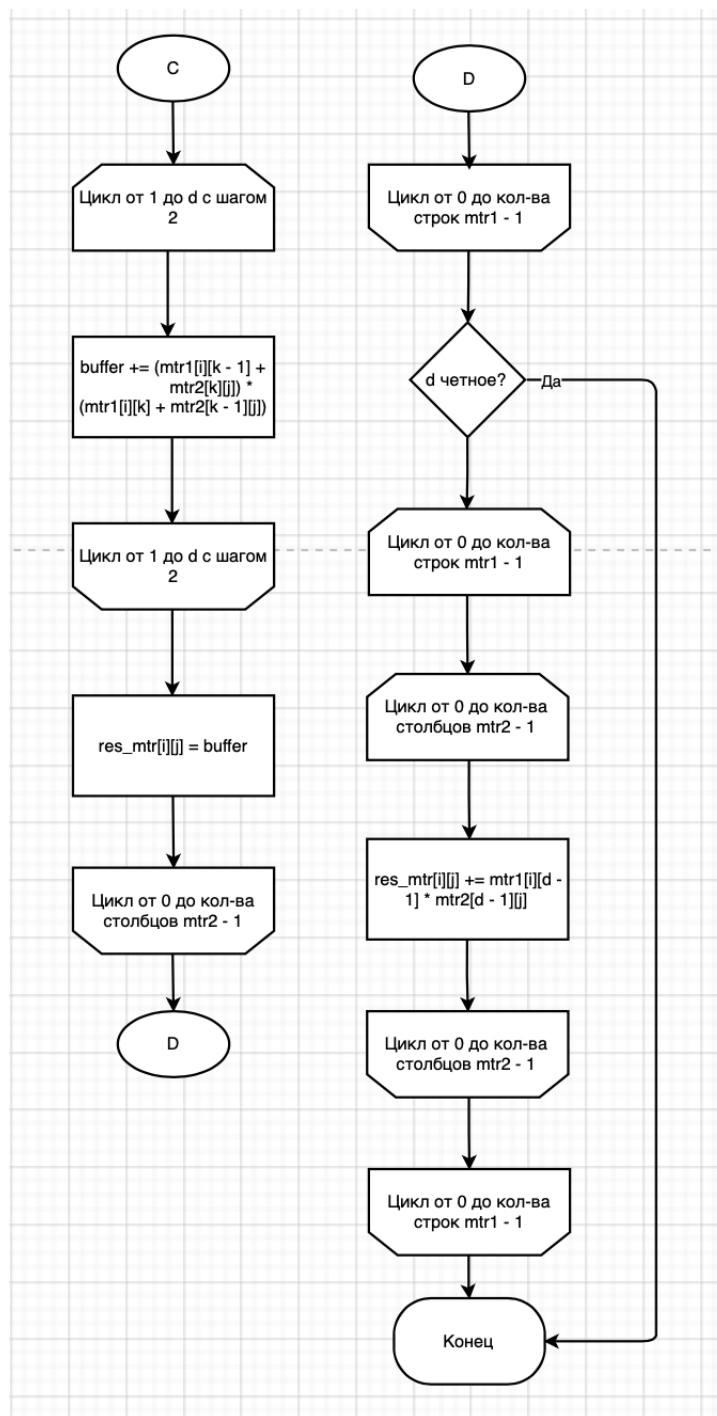 C
Цикл от 1 до d с шагом
2
buffer += (mtr1[i][k - 1] +
mtr2[k][j]) *
(mtr1[i][k] + mtr2[k - 1][j])
Цикл от 1 до d с шагом
2
res_mtr[i][j] = buffer
Цикл от 0 до кол-ва
столбцов mtr2 - 1
D
D
Цикл от 0 до кол-ва
строк mtr1 - 1
d четное?
Да
Цикл от 0 до кол-ва
строк mtr1 - 1
Цикл от 0 до кол-ва
столбцов mtr2 - 1
res_mtr[i][j] += mtr1[i][d -
1] * mtr2[d - 1][j]
Цикл от 0 до кол-ва
столбцов mtr2 - 1
Цикл от 0 до кол-ва
строк mtr1 - 1
Конец